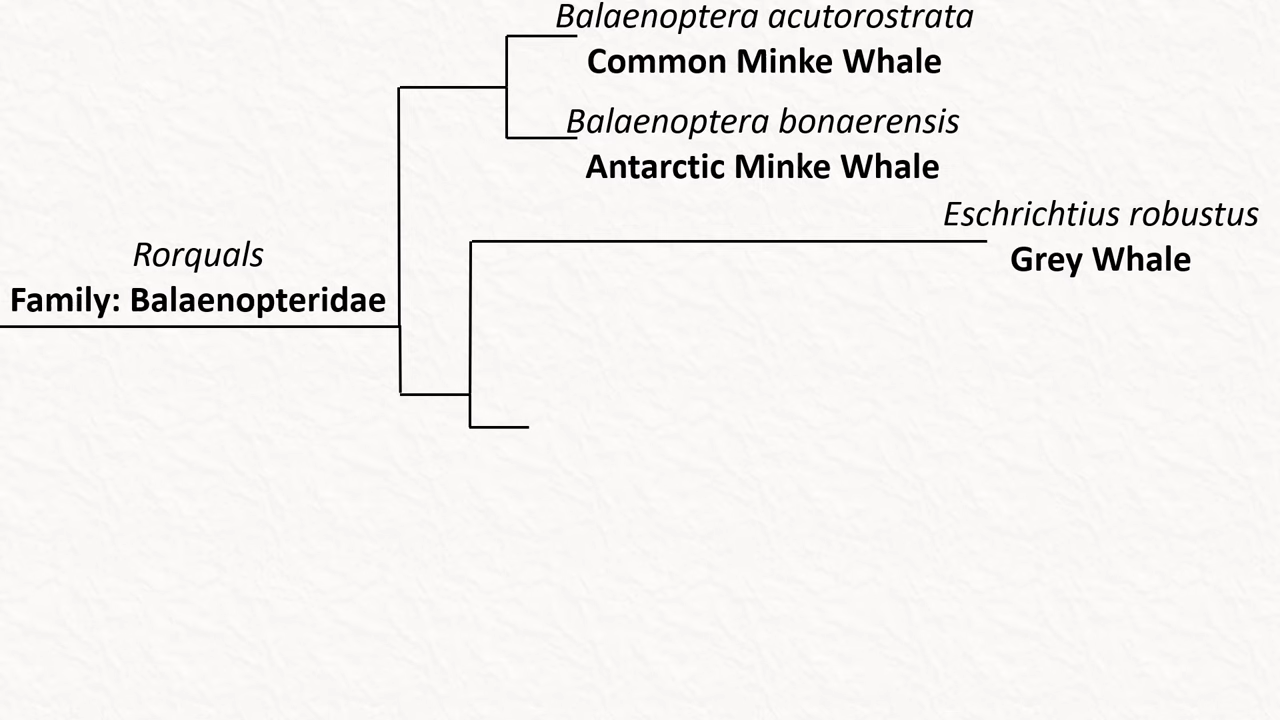 Balaenoptera acutorostrata
Common Minke Whale
Balaenoptera bonaerensis
Antarctic Minke Whale
Eschrichtius robustus
Grey Whale
Rorquals
Family: Balaenopteridae